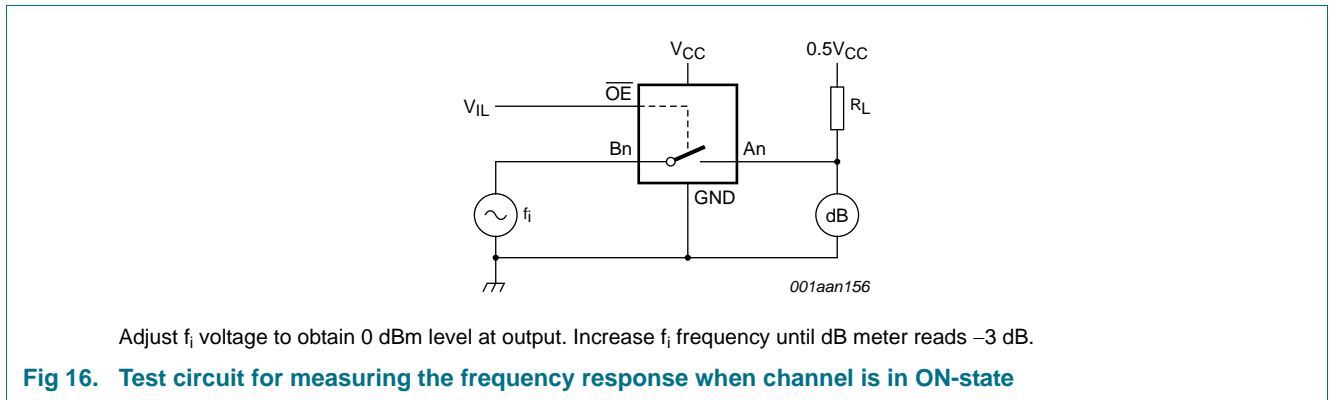 VCC
0.5VCC
OE
VIL
RL
Bn
An
GND
fi
dB
001aan156
Adjust fi voltage to obtain 0 dBm level at output. Increase fi frequency until dB meter reads −3 dB.
Fig 16. Test circuit for measuring the frequency response when channel is in ON-state